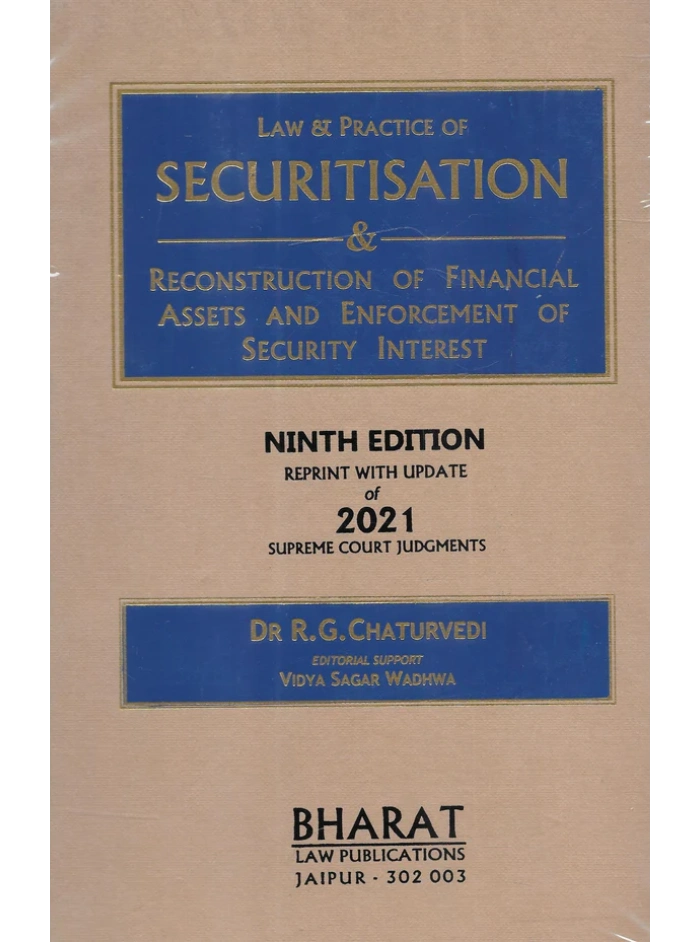 LAW & PRACTICE OF
SECURITISATION
&
RECONSTRUCTION OF FINANCIAL
ASSETS AND ENFORCEMENT OF
SECURITY INTEREST
NINTH EDITION
REPRINT WITH UPDATE
of
2021
SUPREME COURT JUDGMENTS
DR R.G.CHATURVEDI
EDITORIAL SUPPORT
VIDYA SAGAR WADHWA
BHARAT
LAW PUBLICATIONS
JAIPUR - 302 003